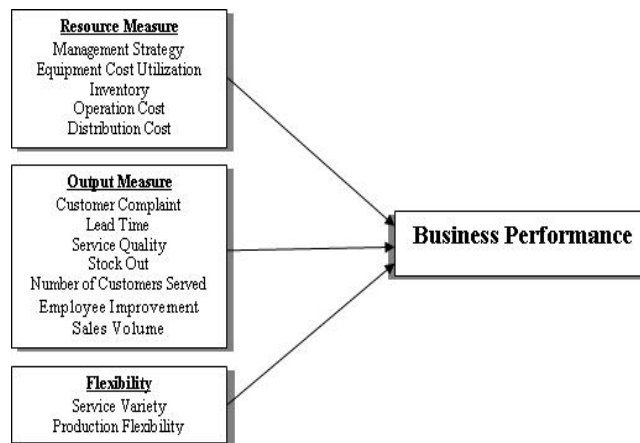 Resource Measure
Management Strategy
Equipment Cost Utilization
Inventory
Operation Cost
Distribution Cost
Output Measure
Customer Complaint
Lead Time
Service Quality
Stock Out
Number of Customers Served
Employee Improvement
Sales Volume
Flexibility
Service Variety
Production Flexibility
Business Performance